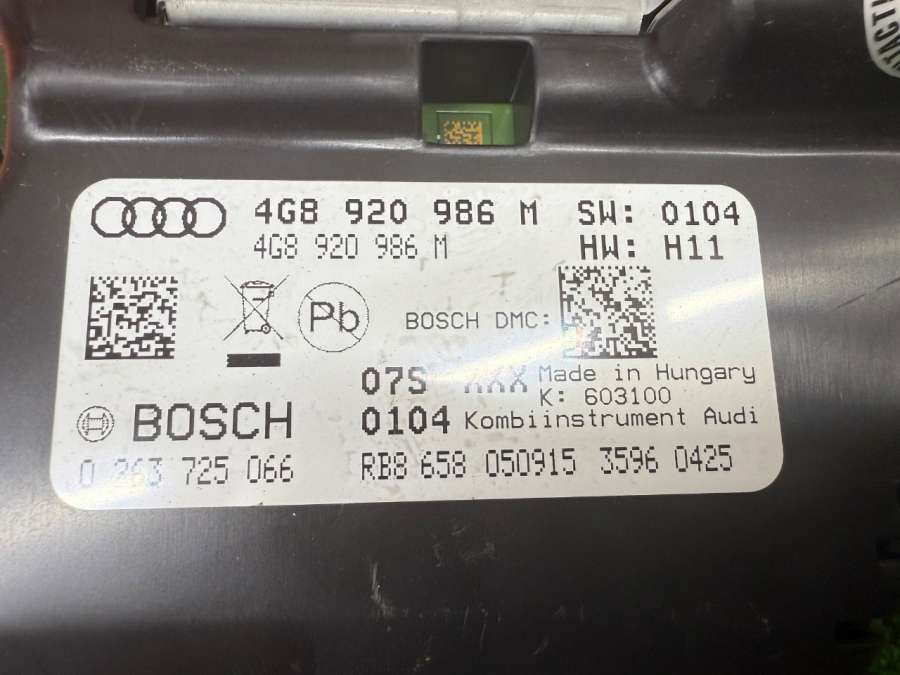 4G8 920 986 M SW: 0104
4G8 920 986 M HW: H11
Pb
BOSCH DMC:
07S XXX Made in Hungary
K: 603100
BOSCH 0104 Kombiinstrument Audi
0 263 725 066 RB8 658 050915 3596 0425